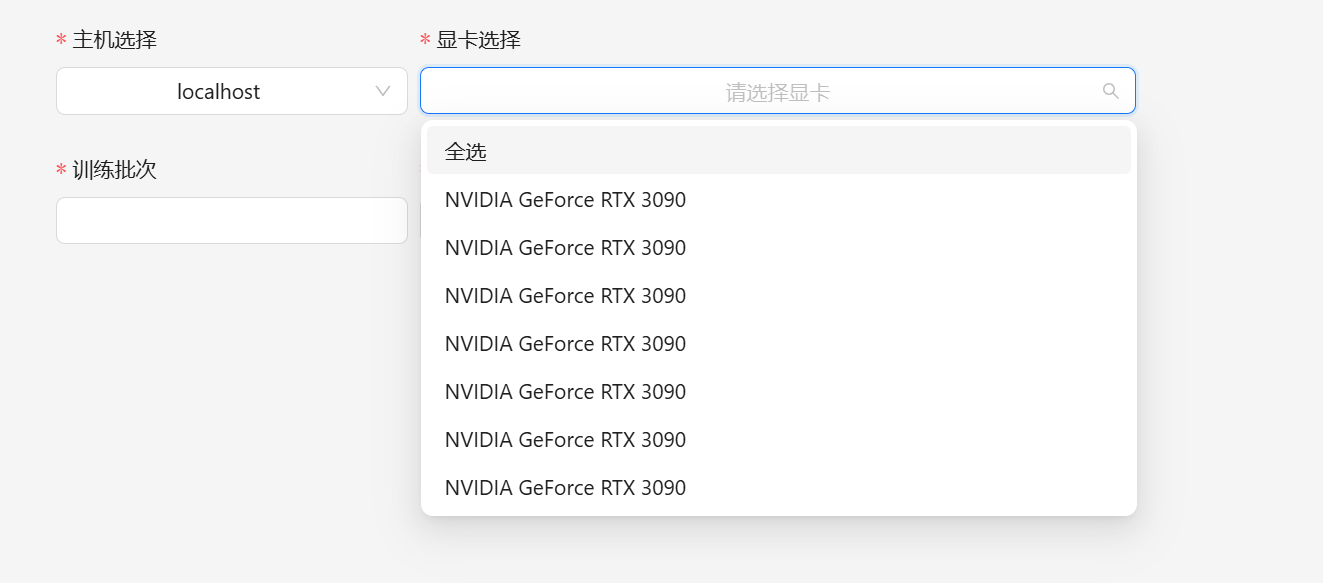 * 主机选择
* 显卡选择
localhost
请选择显卡
* 训练批次
全选
NVIDIA GeForce RTX 3090
NVIDIA GeForce RTX 3090
NVIDIA GeForce RTX 3090
NVIDIA GeForce RTX 3090
NVIDIA GeForce RTX 3090
NVIDIA GeForce RTX 3090
NVIDIA GeForce RTX 3090